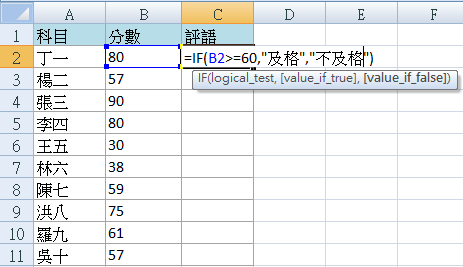 A B C D E F
1 科目 分數 評語
2 丁一 80 =IF(B2>=60,"及格","不及格")
IF(logical_test, [value_if_true], [value_if_false])
3 楊二 57
4 張三 90
5 李四 80
6 王五 30
7 林六 38
8 陳七 59
9 洪八 75
10 羅九 61
11 吳十 57